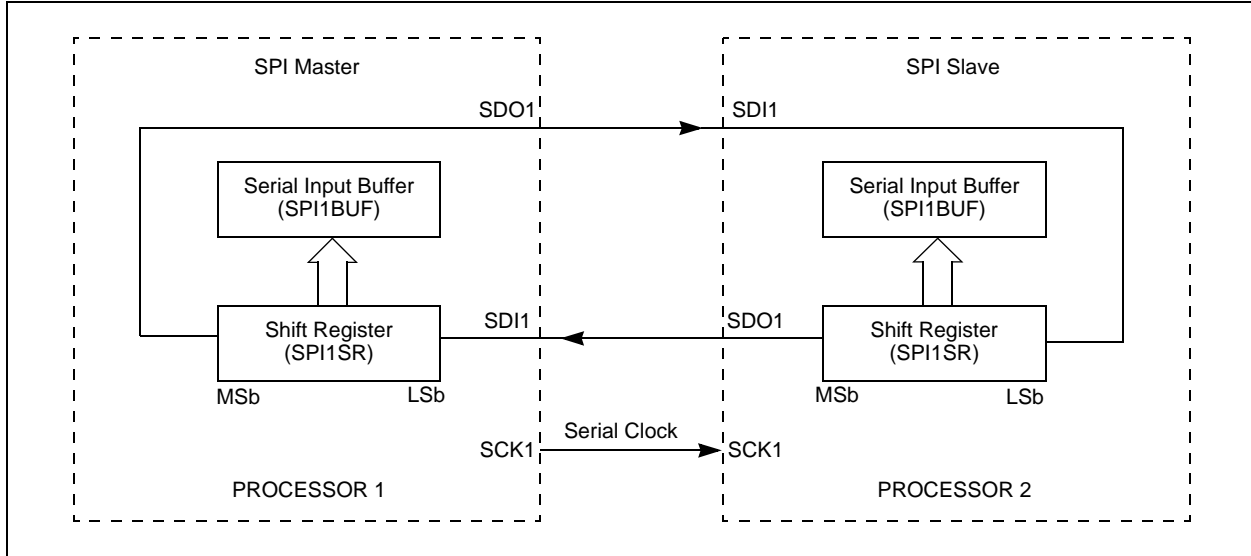 SPI Master
SDO1
Serial Input Buffer
(SPI1BUF)
Shift Register
(SPI1SR)
MSb
LSb
SDI1
SCK1
PROCESSOR 1
Serial Clock
SPI Slave
SDI1
Serial Input Buffer
(SPI1BUF)
SDO1
Shift Register
(SPI1SR)
MSb
LSb
SCK1
PROCESSOR 2